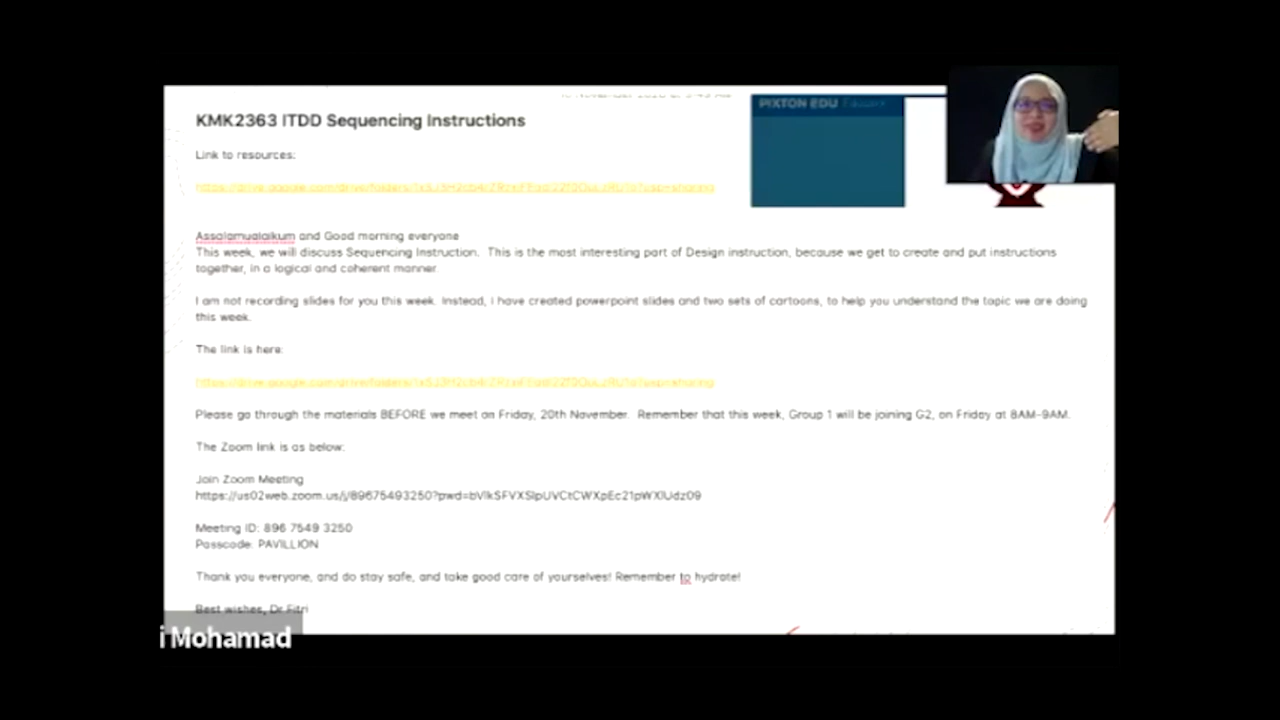 PIXTON EDU
KMK2363 ITDD Sequencing Instructions
Link to resources:
Assalamualaikum and Good morning everyone
This week, we will discuss Sequencing Instruction. This is the most interesting part of Design instruction, because we get to create and put instructions
together, in a logical and coherent manner.
I am not recording slides for you this week. Instead, I have created powerpoint slides and two sets of cartoons, to help you understand the topic we are doing
this week.
The link is here:
Please go through the materials BEFORE we meet on Friday, 20th November. Remember that this week, Group 1 will be joining G2, on Friday at 8AM-9AM.
The Zoom link is as below:
Join Zoom Meeting
Meeting ID: 896 7549 3250
Passcode: PAVILLION
Thank you everyone, and do stay safe, and take good care of yourselves! Remember to hydrate!
Best wishes, Dr Fitri
i Mohamad